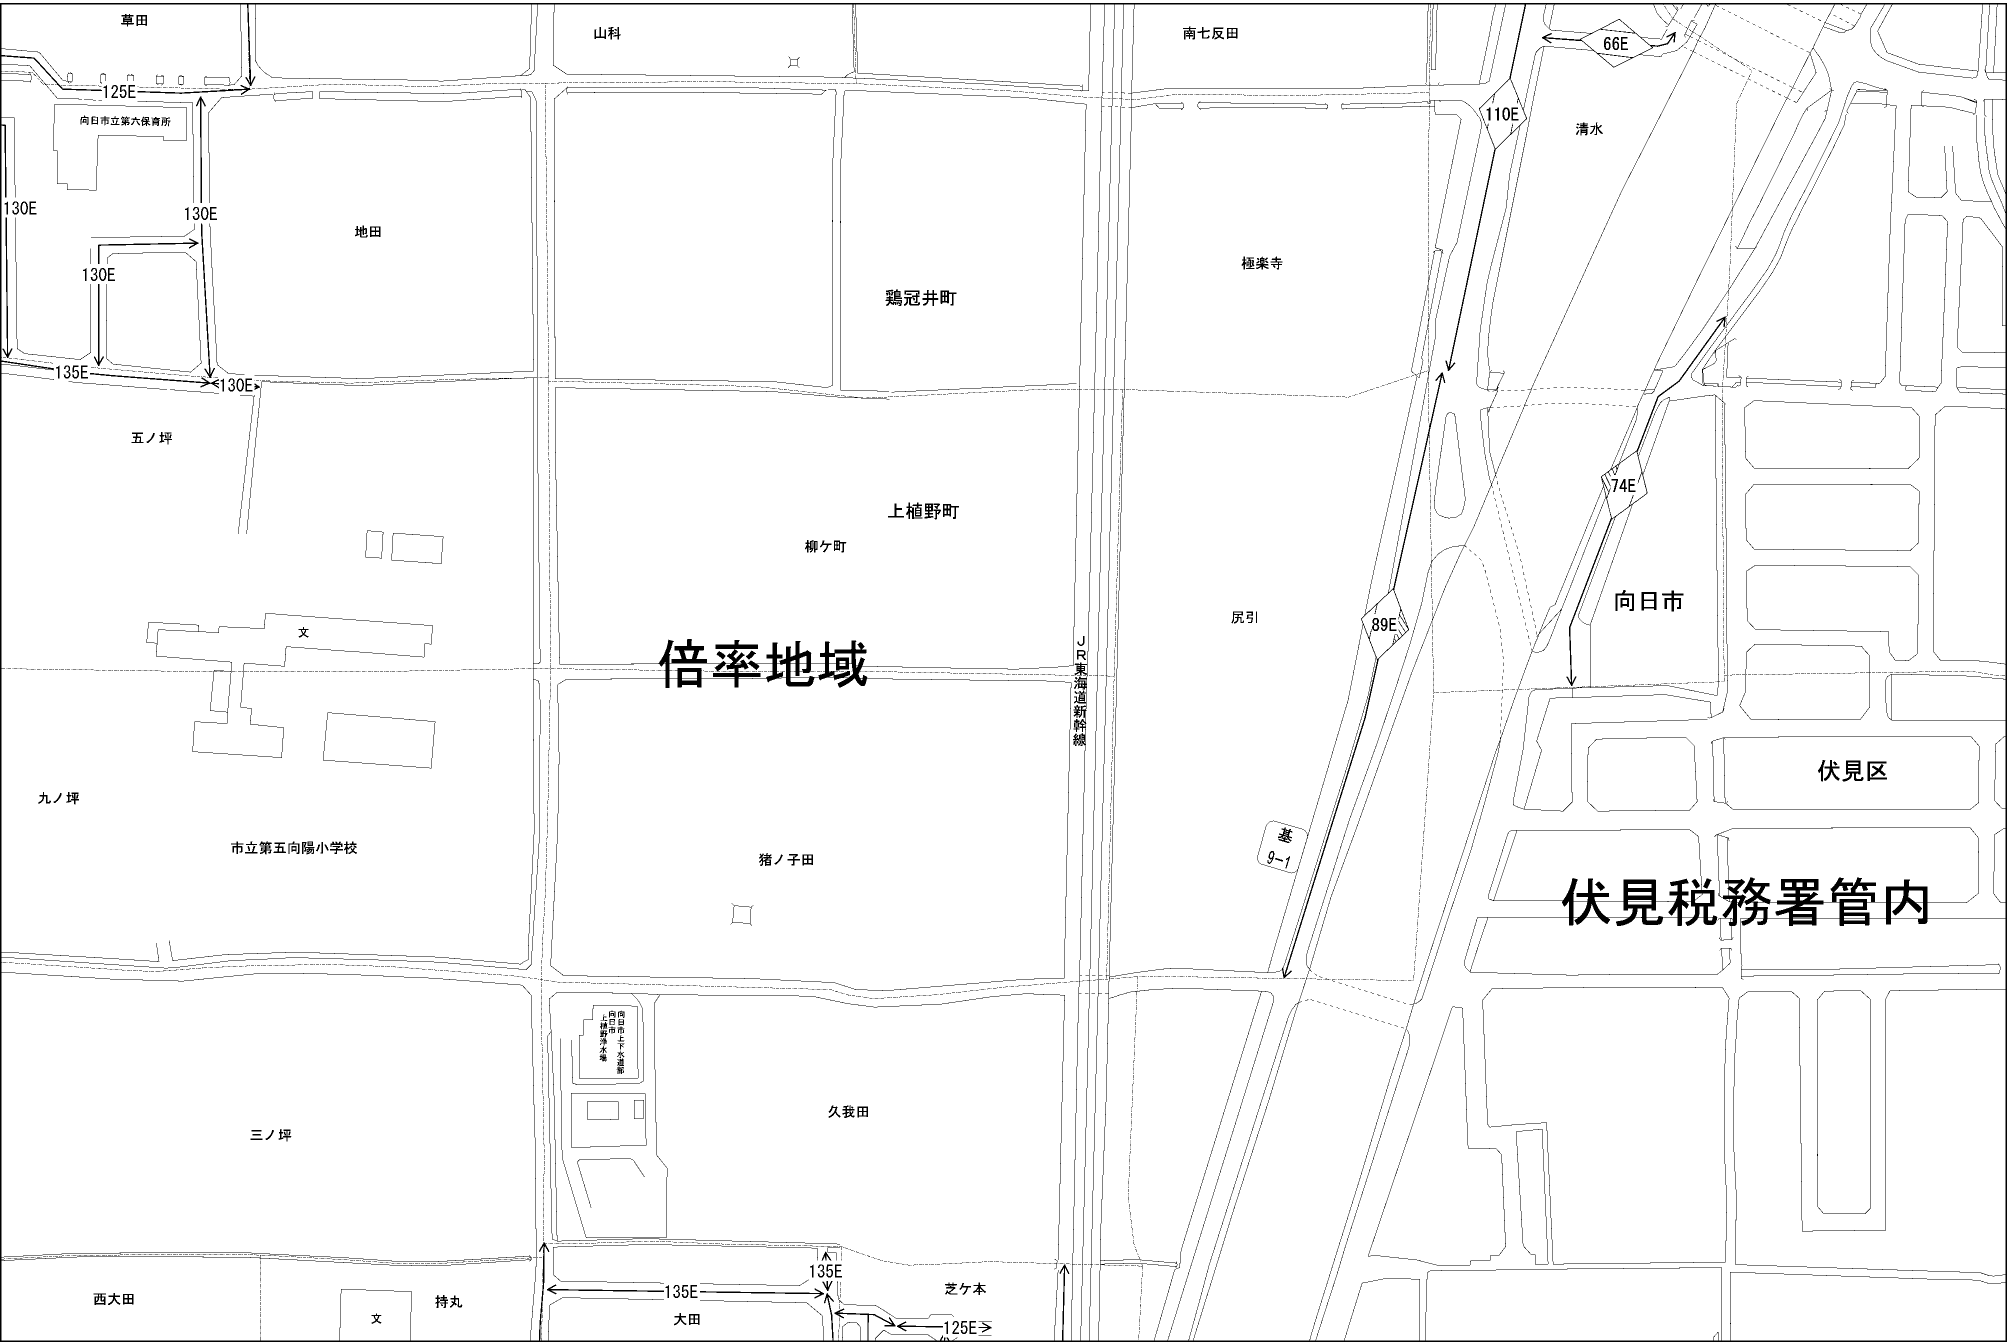 草田
山科
南七反田
66E
125E
110E
向日市立第六保育所
清水
130E
130E
地田
130E
極楽寺
鶏冠井町
135E
130E
五ノ坪
74E
上植野町
柳ケ町
向日市
尻引
89E
文
倍率地域
JR東海道新幹線
伏見区
九ノ坪
基
9-1
市立第五向陽小学校
猪ノ子田
伏見税務署管内
向日市上下水道部
向日市
上植野浄水場
久我田
三ノ坪
135E
135E
芝ケ本
西大田
持丸
文
大田
125E